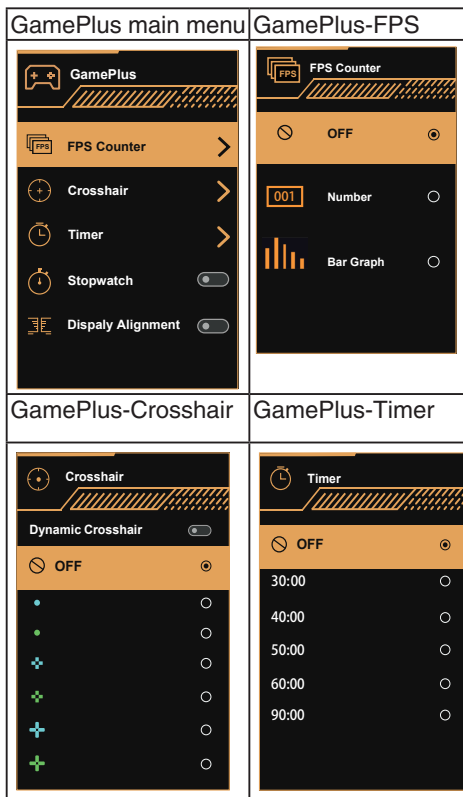 GamePlus main menu
GamePlus
FPS
FPS Counter
Crosshair
Timer
Stopwatch
Dispaly Alignment
GamePlus-FPS
FPS
FPS Counter
OFF
001
Number
Bar Graph
GamePlus-Crosshair
Crosshair
Dynamic Crosshair
OFF
GamePlus-Timer
Timer
OFF
30:00
40:00
50:00
60:00
90:00